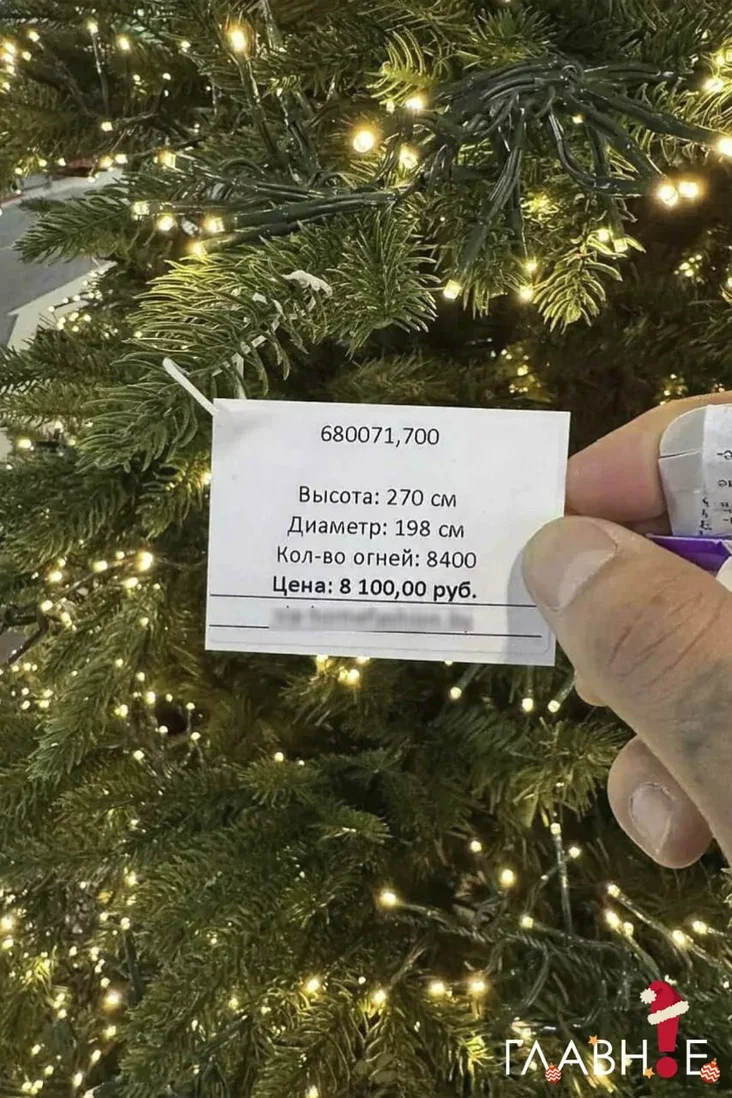 680071,700
Высота: 270 см
Диаметр: 198 см
Кол-во огней: 8400
Цена: 8 100,00 руб.
ГЛАВН!Е